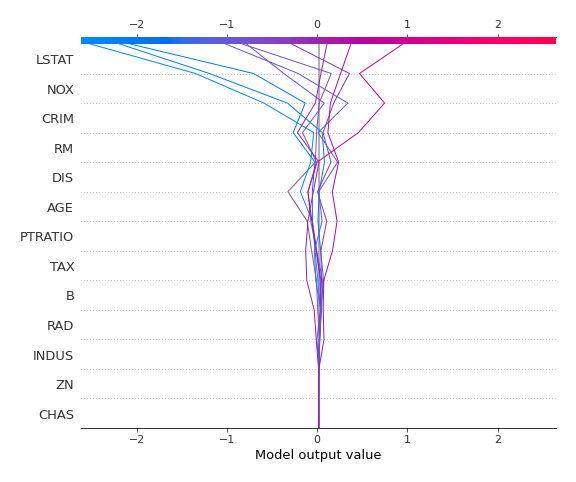 −2 −1 0 1 2
LSTAT
NOX
CRIM
RM
DIS
AGE
PTRATIO
TAX
B
RAD
INDUS
ZN
CHAS
−2 −1 0 1 2
Model output value